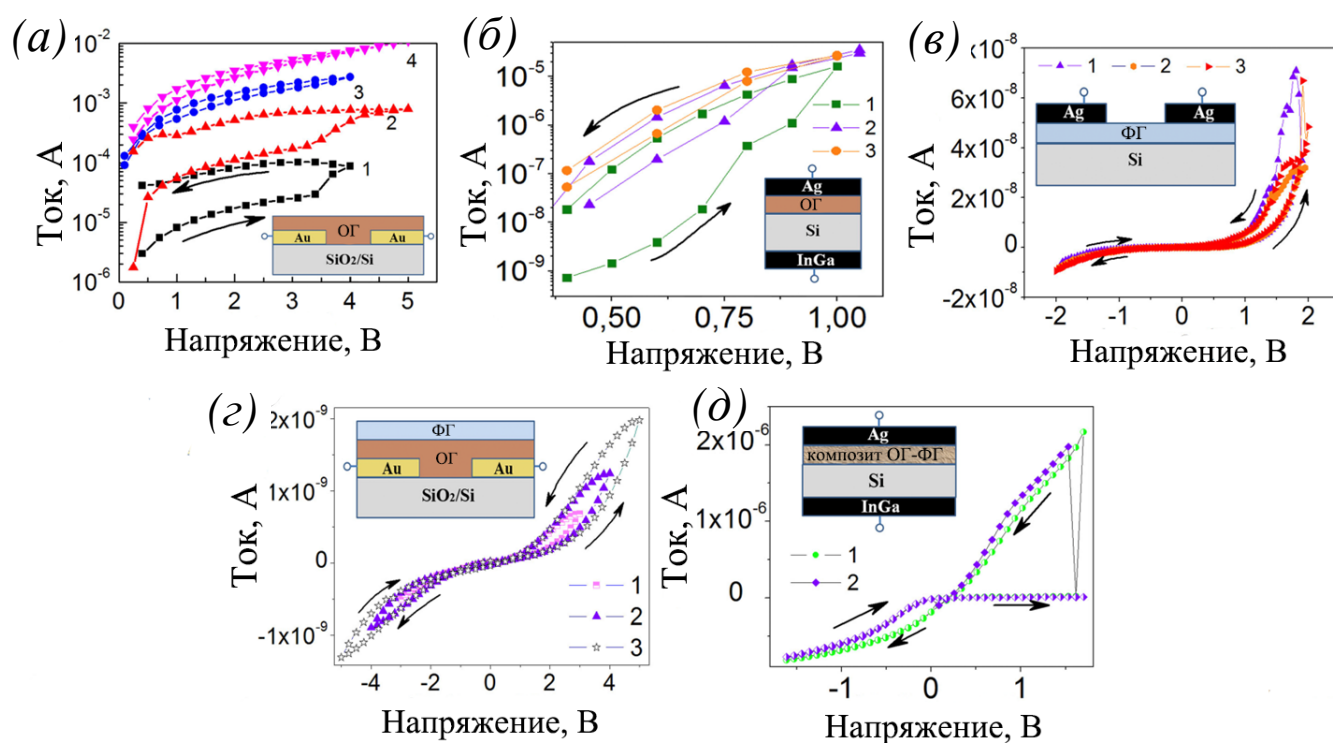 (а)
Ток, А
10⁻²
10⁻³
10⁻⁴
10⁻⁵
10⁻⁶
4
3
2
1
ОГ
Au Au
SiO₂/Si
0 1 2 3 4 5
Напряжение, В
(б)
Ток, А
10⁻⁵
10⁻⁶
10⁻⁷
10⁻⁸
10⁻⁹
1
2
3
Ag
ОГ
Si
InGa
0,50 0,75 1,00
Напряжение, В
(в)
Ток, А
x10⁻⁸
6x10⁻⁸
4x10⁻⁸
2x10⁻⁸
0
-2x10⁻⁸
1 2 3
Ag Ag
ФГ
Si
-2 -1 0 1 2
Напряжение, В
(г)
Ток, А
2x10⁻⁹
1x10⁻⁹
0
-1x10⁻⁹
ФГ
ОГ
Au Au
SiO₂/Si
1
2
3
-4 -2 0 2 4
Напряжение, В
(д)
Ток, А
2x10⁻⁶
1x10⁻⁶
0
Ag
композит ОГ-ФГ
Si
InGa
1
2
-1 0 1
Напряжение, В